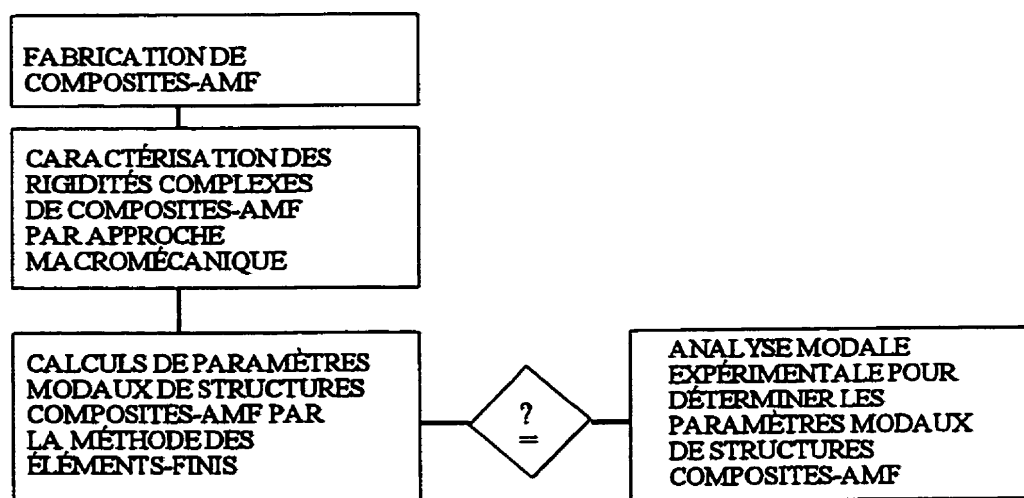 FABRICATION DE
COMPOSITES-AMF
CARACTÉRISATION DES
RIGIDITÉS COMPLEXES
DE COMPOSITES-AMF
PAR APPROCHE
MACROMÉCANIQUE
CALCULS DE PARAMÈTRES
MODAUX DE STRUCTURES
COMPOSITES-AMF PAR
LA MÉTHODE DES
ÉLÉMENTS-FINIS
?
=
ANALYSE MODALE
EXPÉRIMENTALE POUR
DÉTERMINER LES
PARAMÈTRES MODAUX
DE STRUCTURES
COMPOSITES-AMF